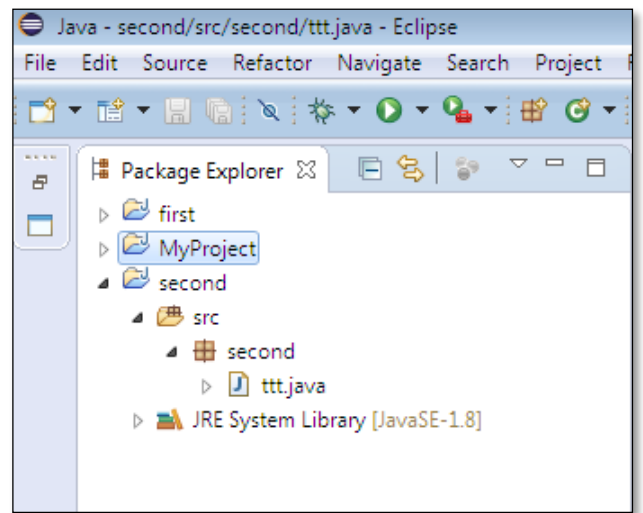 Java - second/src/second/ttt.java - Eclipse
File Edit Source Refactor Navigate Search Project
Package Explorer
first
MyProject
second
src
second
ttt.java
JRE System Library [JavaSE-1.8]